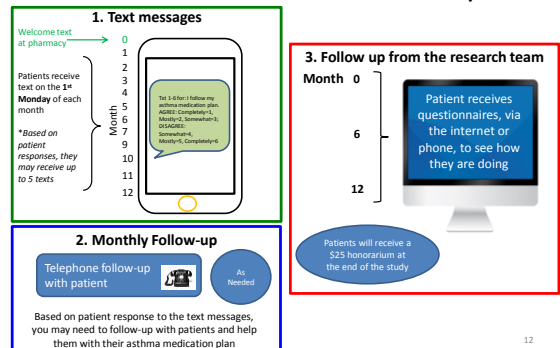 1. Text messages
Welcome text
at pharmacy
0
1
2
3
4
5
6
7
8
9
10
11
12
Month
Patients receive
text on the 1st
Monday of each
month
*Based on
patient
responses, they
may receive up
to 5 texts
Txt 1-6 for: I follow my
asthma medication plan.
AGREE: Completely=1,
Mostly=2, Somewhat=3;
DISAGREE:
Somewhat=4,
Mostly=5, Completely=6
2. Monthly Follow-up
Telephone follow-up
with patient
As
Needed
Based on patient response to the text messages,
you may need to follow-up with patients and help
them with their asthma medication plan
3. Follow up from the research team
Month 0
6
12
Patient receives
questionnaires, via
the internet or
phone, to see how
they are doing
Patients will receive a
$25 honorarium at
the end of the study
12